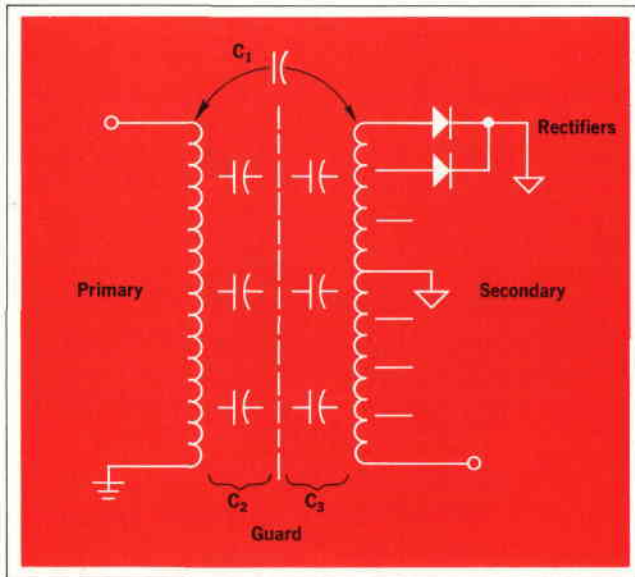 C₁
Rectifiers
Primary
Secondary
C₂
C₃
Guard